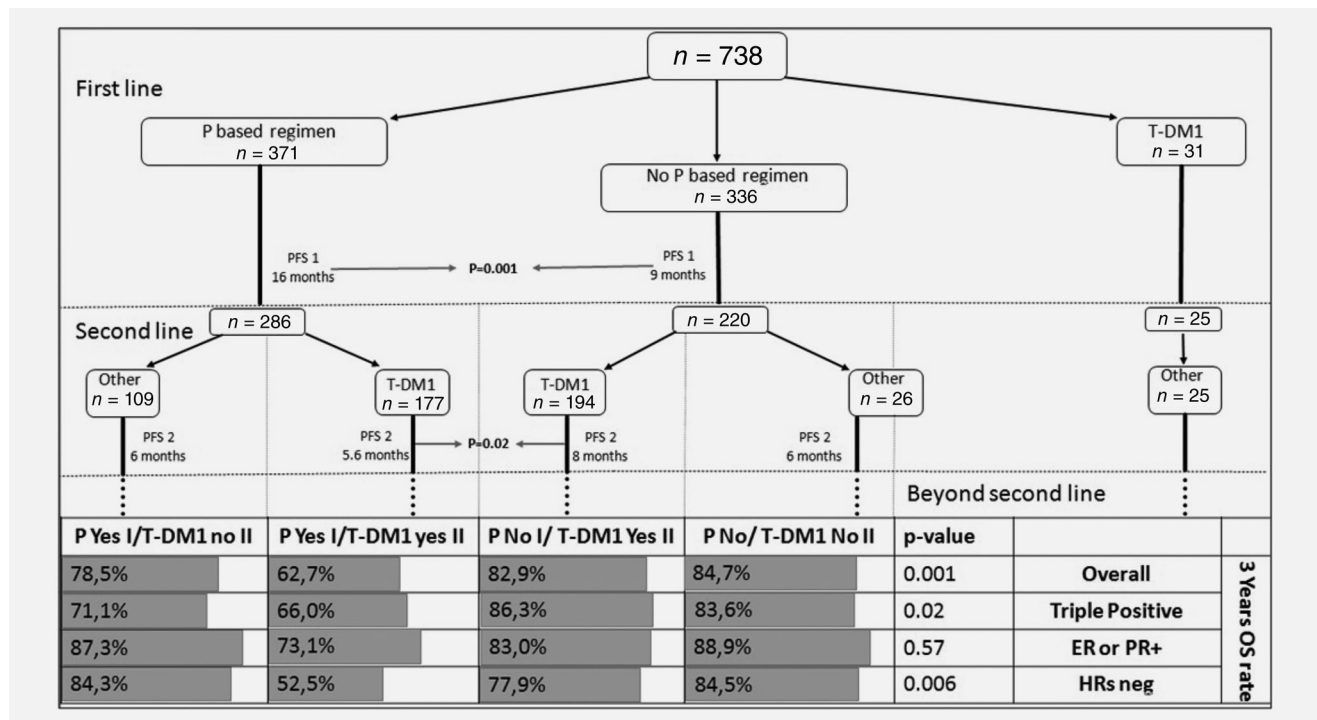 n = 738
First line
P based regimen
n = 371
T-DM1
n = 31
No P based regimen
n = 336
PFS 1
16 months
P=0.001
PFS 1
9 months
Second line
n = 286
n = 220
n = 25
Other
n = 109
T-DM1
n = 177
T-DM1
n = 194
Other
n = 26
Other
n = 25
PFS 2
6 months
PFS 2
5.6 months
P=0.02
PFS 2
8 months
PFS 2
6 months
Beyond second line
P Yes I/T-DM1 no II P Yes I/T-DM1 yes II P No I/ T-DM1 Yes II P No/ T-DM1 No II p-value
78,5% 62,7% 82,9% 84,7% 0.001 Overall
71,1% 66,0% 86,3% 83,6% 0.02 Triple Positive
87,3% 73,1% 83,0% 88,9% 0.57 ER or PR+
84,3% 52,5% 77,9% 84,5% 0.006 HRs neg
3 Years OS rate